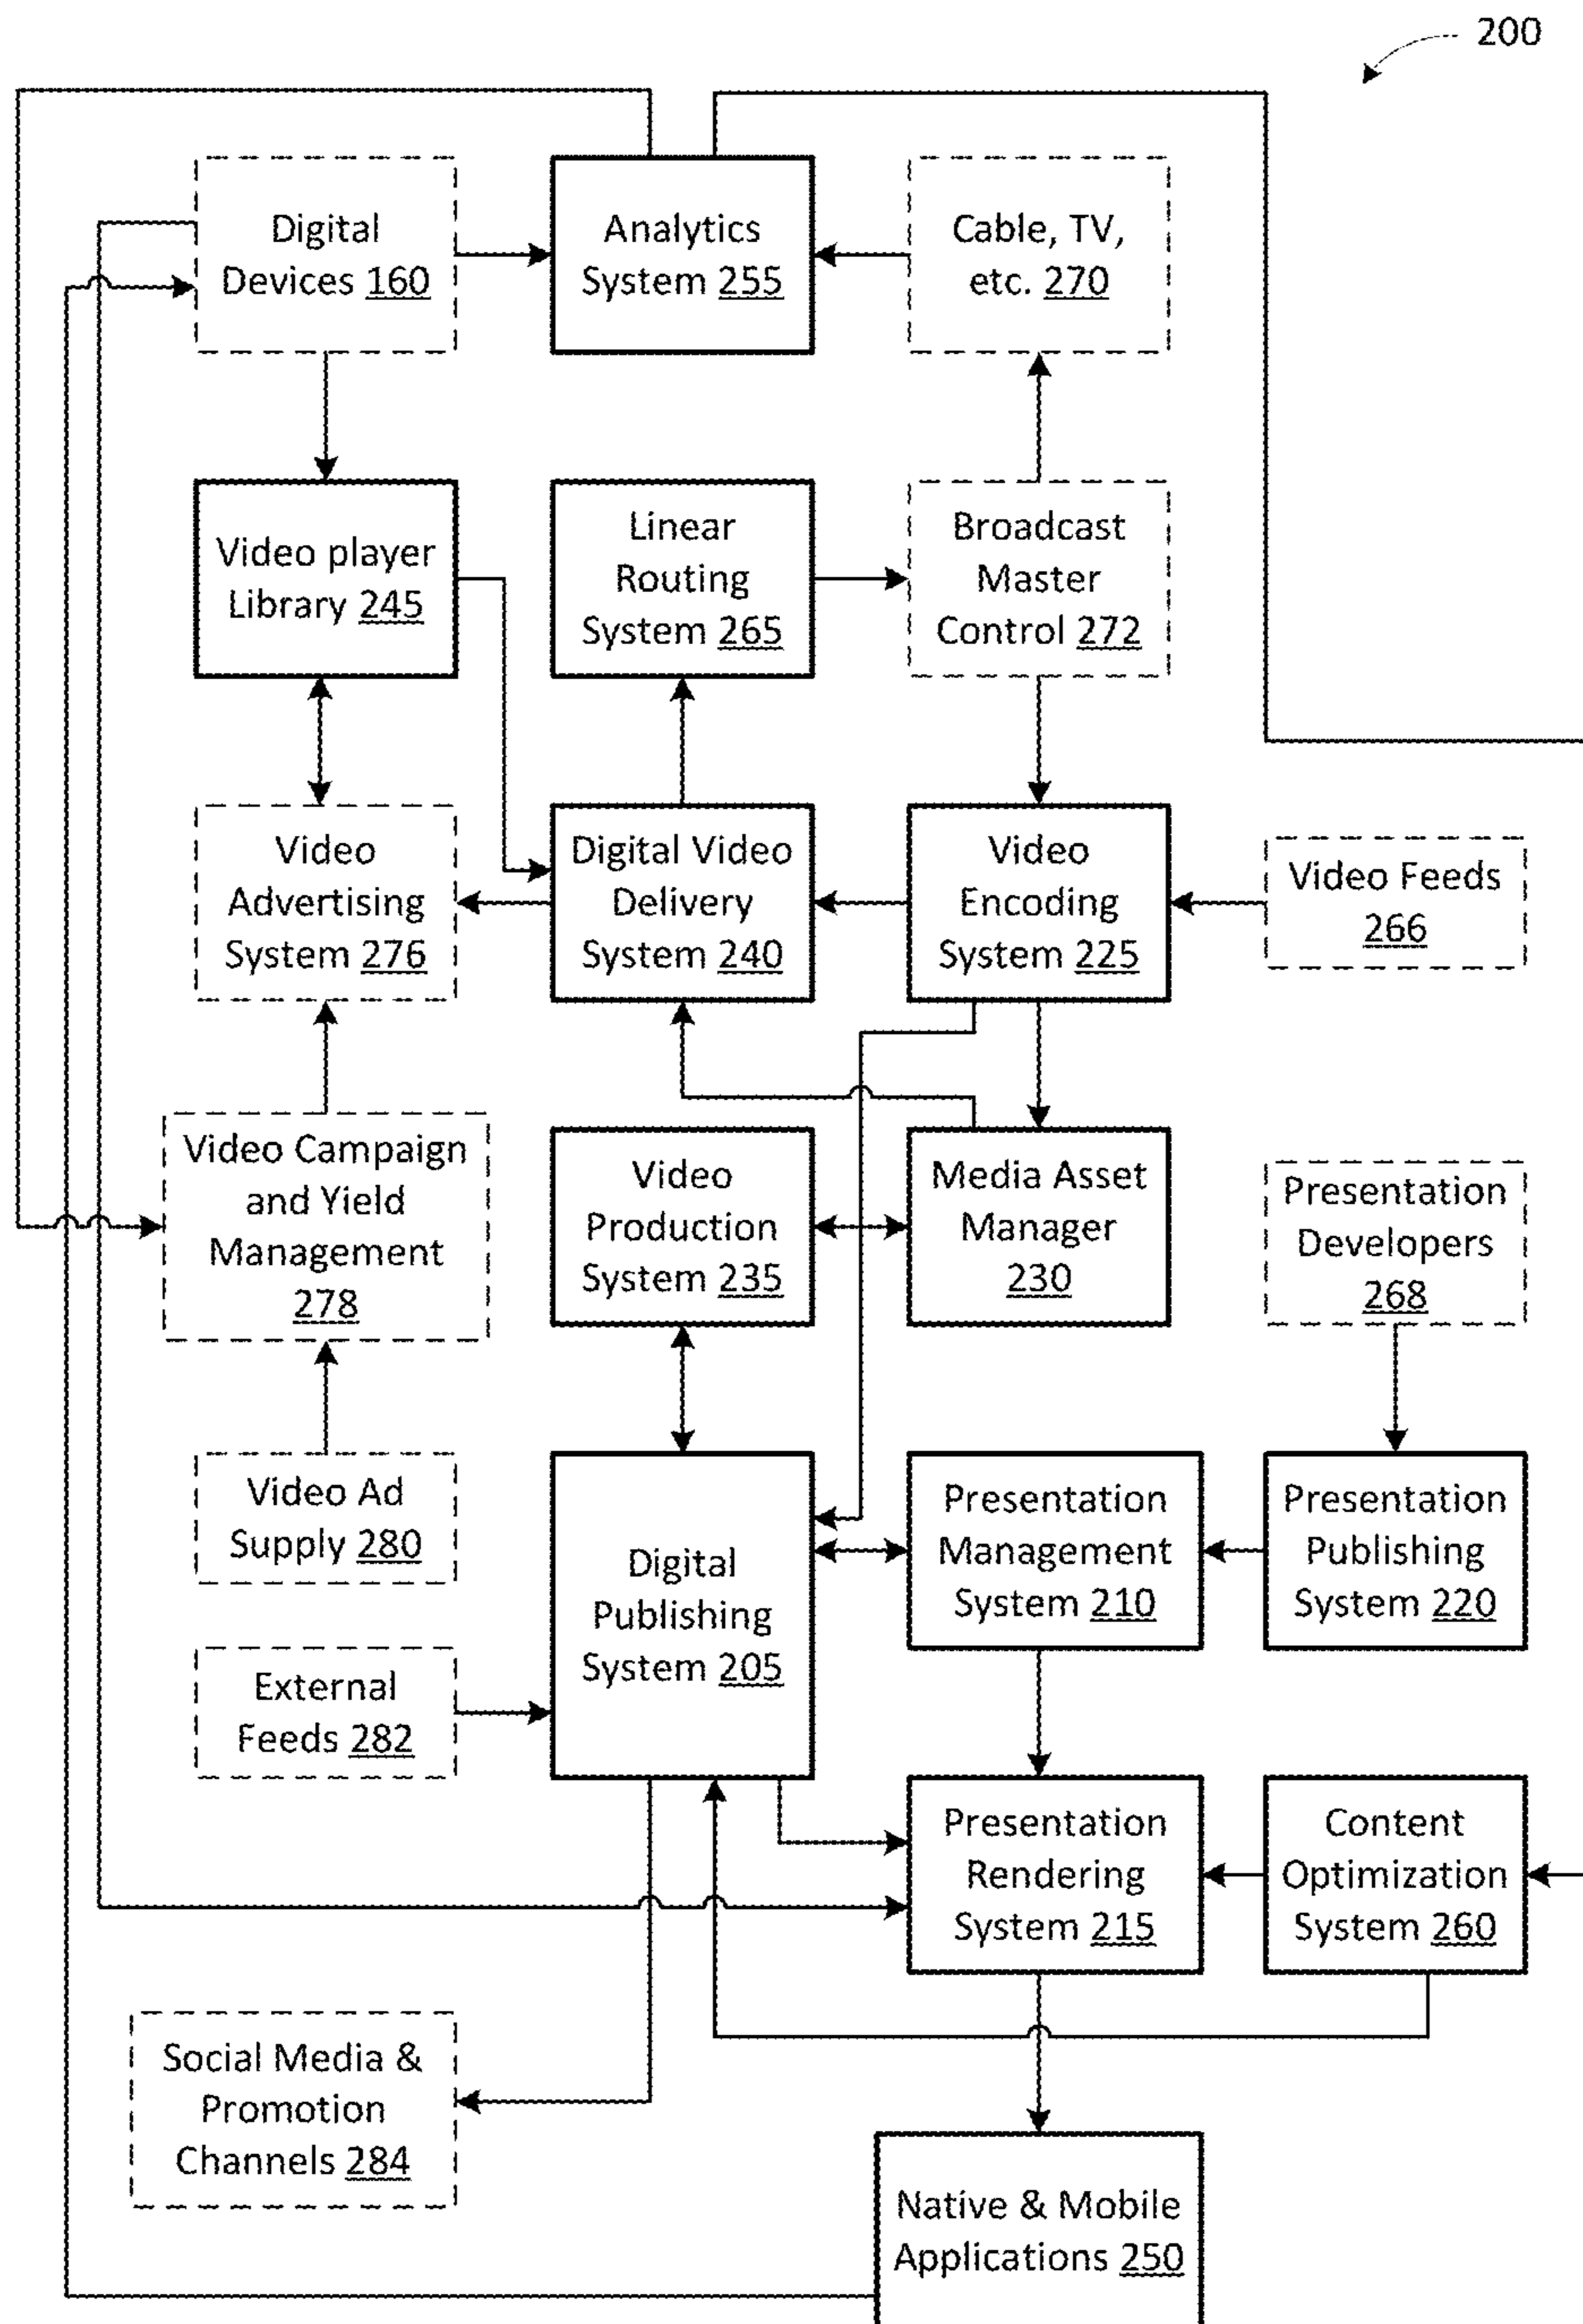 200
Digital
Devices 160
Analytics
System 255
Cable, TV,
etc. 270
Video player
Library 245
Linear
Routing
System 265
Broadcast
Master
Control 272
Video
Advertising
System 276
Digital Video
Delivery
System 240
Video
Encoding
System 225
Video Feeds
266
Video Campaign
and Yield
Management
278
Video
Production
System 235
Media Asset
Manager
230
Presentation
Developers
268
Video Ad
Supply 280
Digital
Publishing
System 205
Presentation
Management
System 210
Presentation
Publishing
System 220
External
Feeds 282
Presentation
Rendering
System 215
Content
Optimization
System 260
Social Media &
Promotion
Channels 284
Native & Mobile
Applications 250